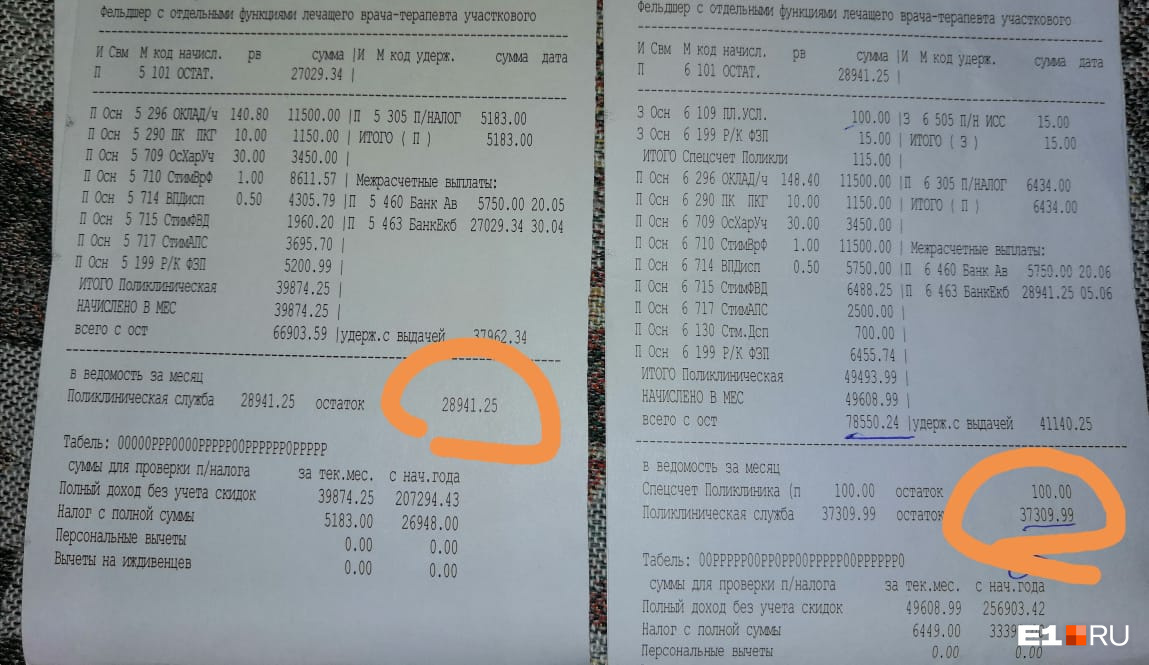 Фельдшер с отдельными функциями лечащего врача-терапевта участкового
И Свм М код начисл. рв сумма |И М код удерж. сумма дата
П 5 101 ОСТАТ. 27029.34 |
П Осн 5 296 ОКЛАД/ч 140.80 11500.00 |П 5 305 П/НАЛОГ 5183.00
П Осн 5 290 ПК ПКГ 10.00 1150.00 | ИТОГО ( П ) 5183.00
П Осн 5 709 ОсХарУч 30.00 3450.00 |
П Осн 5 710 СтимВрФ 1.00 8611.57 | Межрасчетные выплаты:
П Осн 5 714 ВПДисп 0.50 4305.79 |П 5 460 Банк Ав 5750.00 20.05
П Осн 5 715 СтимФВД 1960.20 |П 5 463 БанкЕкб 27029.34 30.04
П Осн 5 717 СтимАПС 3695.70 |
П Осн 5 199 Р/К ФЗП 5200.99 |
ИТОГО Поликлиническая 39874.25 |
НАЧИСЛЕНО В МЕС 39874.25 |
всего с ост 66903.59 |удерж.с выдачей 37962.34
в ведомость за месяц
Поликлиническая служба 28941.25 остаток 28941.25
Табель: 00000РРР0000РРРРР00РРРРРР0РРРРР
суммы для проверки п/налога за тек.мес. с нач.года
Полный доход без учета скидок 39874.25 207294.43
Налог с полной суммы 5183.00 26948.00
Персональные вычеты 0.00 0.00
Вычеты на иждивенцев 0.00 0.00
Фельдшер с отдельными функциями лечащего врача-терапевта участкового
И Свм М код начисл. рв сумма |И М код удерж. сумма дата
П 6 101 ОСТАТ. 28941.25 |
З Осн 6 109 ПЛ.УСЛ. 100.00 |З 6 505 П/Н ИСС 15.00
З Осн 6 199 Р/К ФЗП 15.00 | ИТОГО ( З ) 15.00
ИТОГО Спецсчет Поликли 115.00 |
П Осн 6 296 ОКЛАД/ч 148.40 11500.00 |П 6 305 П/НАЛОГ 6434.00
П Осн 6 290 ПК ПКГ 10.00 1150.00 | ИТОГО ( П ) 6434.00
П Осн 6 709 ОсХарУч 30.00 3450.00 |
П Осн 6 710 СтимВрФ 1.00 11500.00 | Межрасчетные выплаты:
П Осн 6 714 ВПДисп 0.50 5750.00 |П 6 460 Банк Ав 5750.00 20.06
П Осн 6 715 СтимФВД 6488.25 |П 6 463 БанкЕкб 28941.25 05.06
П Осн 6 717 СтимАПС 2500.00 |
П Осн 6 130 Стм.Дсп 700.00 |
П Осн 6 199 Р/К ФЗП 6455.74 |
ИТОГО Поликлиническая 49493.99 |
НАЧИСЛЕНО В МЕС 49608.99 |
всего с ост 78550.24 |удерж.с выдачей 41140.25
в ведомость за месяц
Спецсчет Поликлиника (п 100.00 остаток 100.00
Поликлиническая служба 37309.99 остаток 37309.99
Табель: 00РРРРР00РР0РР00РРРРР00РРРРРР0
суммы для проверки п/налога за тек.мес. с нач.года
Полный доход без учета скидок 49608.99 256903.42
Налог с полной суммы 6449.00
Персональные вычеты 0.00 0.00
E1.RU